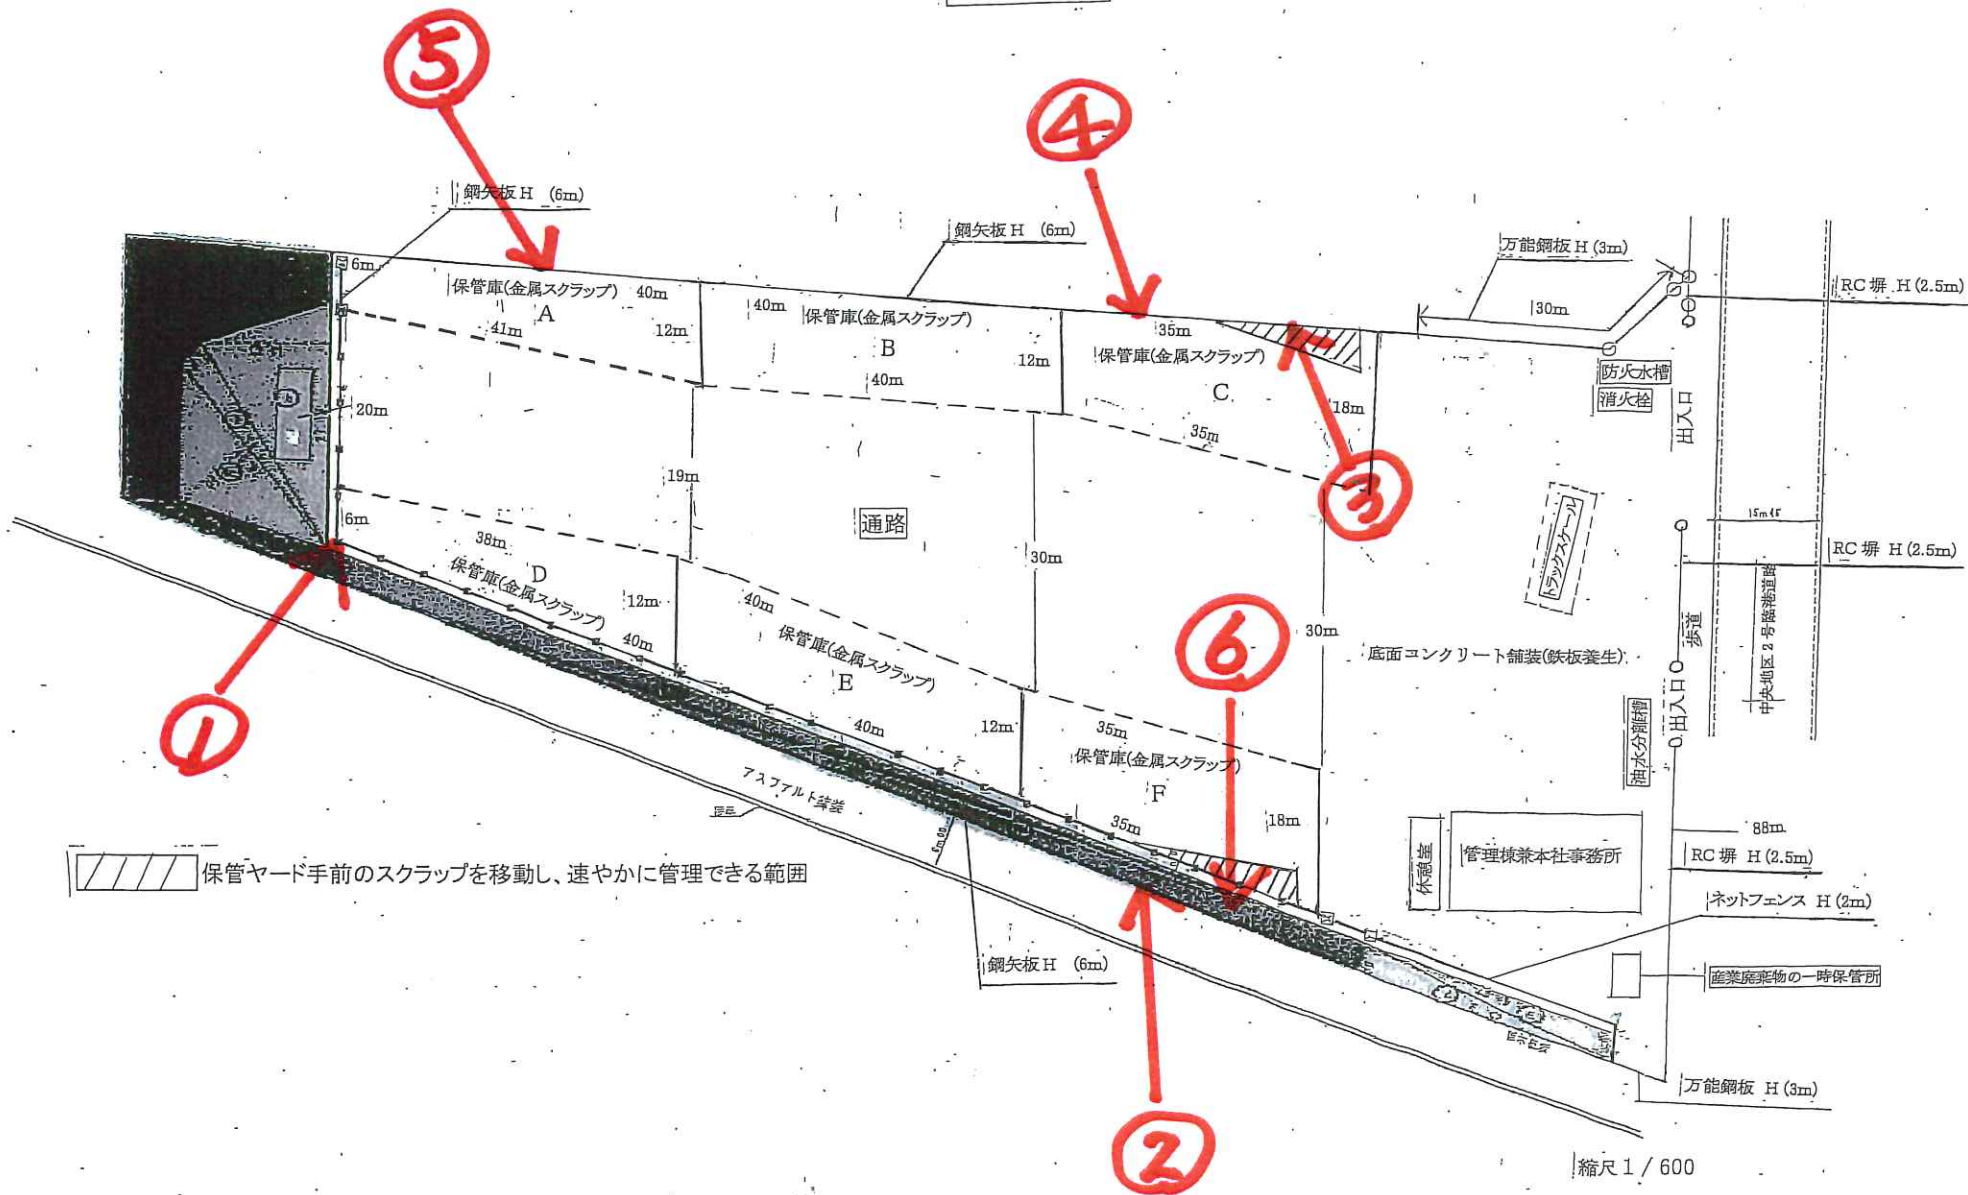 ⑤
④
鋼矢板 H (6m)
鋼矢板 H (6m)
万能鋼板 H (3m)
RC 塀 H (2.5m)
30m
6m
保管庫(金属スクラップ)
A
40m
41m
12m
40m
保管庫(金属スクラップ)
B
40m
12m
35m
保管庫(金属スクラップ)
C
35m
18m
③
防火水槽
消火栓
出入口
20m
19m
通路
30m
トラックスケール
RC 塀 H (2.5m)
中央地区2号臨港道路
歩道
6m
38m
D
保管庫(金属スクラップ)
40m
12m
40m
保管庫(金属スクラップ)
E
40m
12m
⑥
30m
底面コンクリート舗装(鉄板養生)
出入口
油水分離槽
35m
保管庫(金属スクラップ)
F
35m
18m
①
アスファルト塗装
保管ヤード手前のスクラップを移動し、速やかに管理できる範囲
休憩室
管理棟兼本社事務所
88m
RC 塀 H (2.5m)
ネットフェンス H (2m)
産業廃棄物の一時保管所
鋼矢板 H (6m)
万能鋼板 H (3m)
②
縮尺 1 / 600